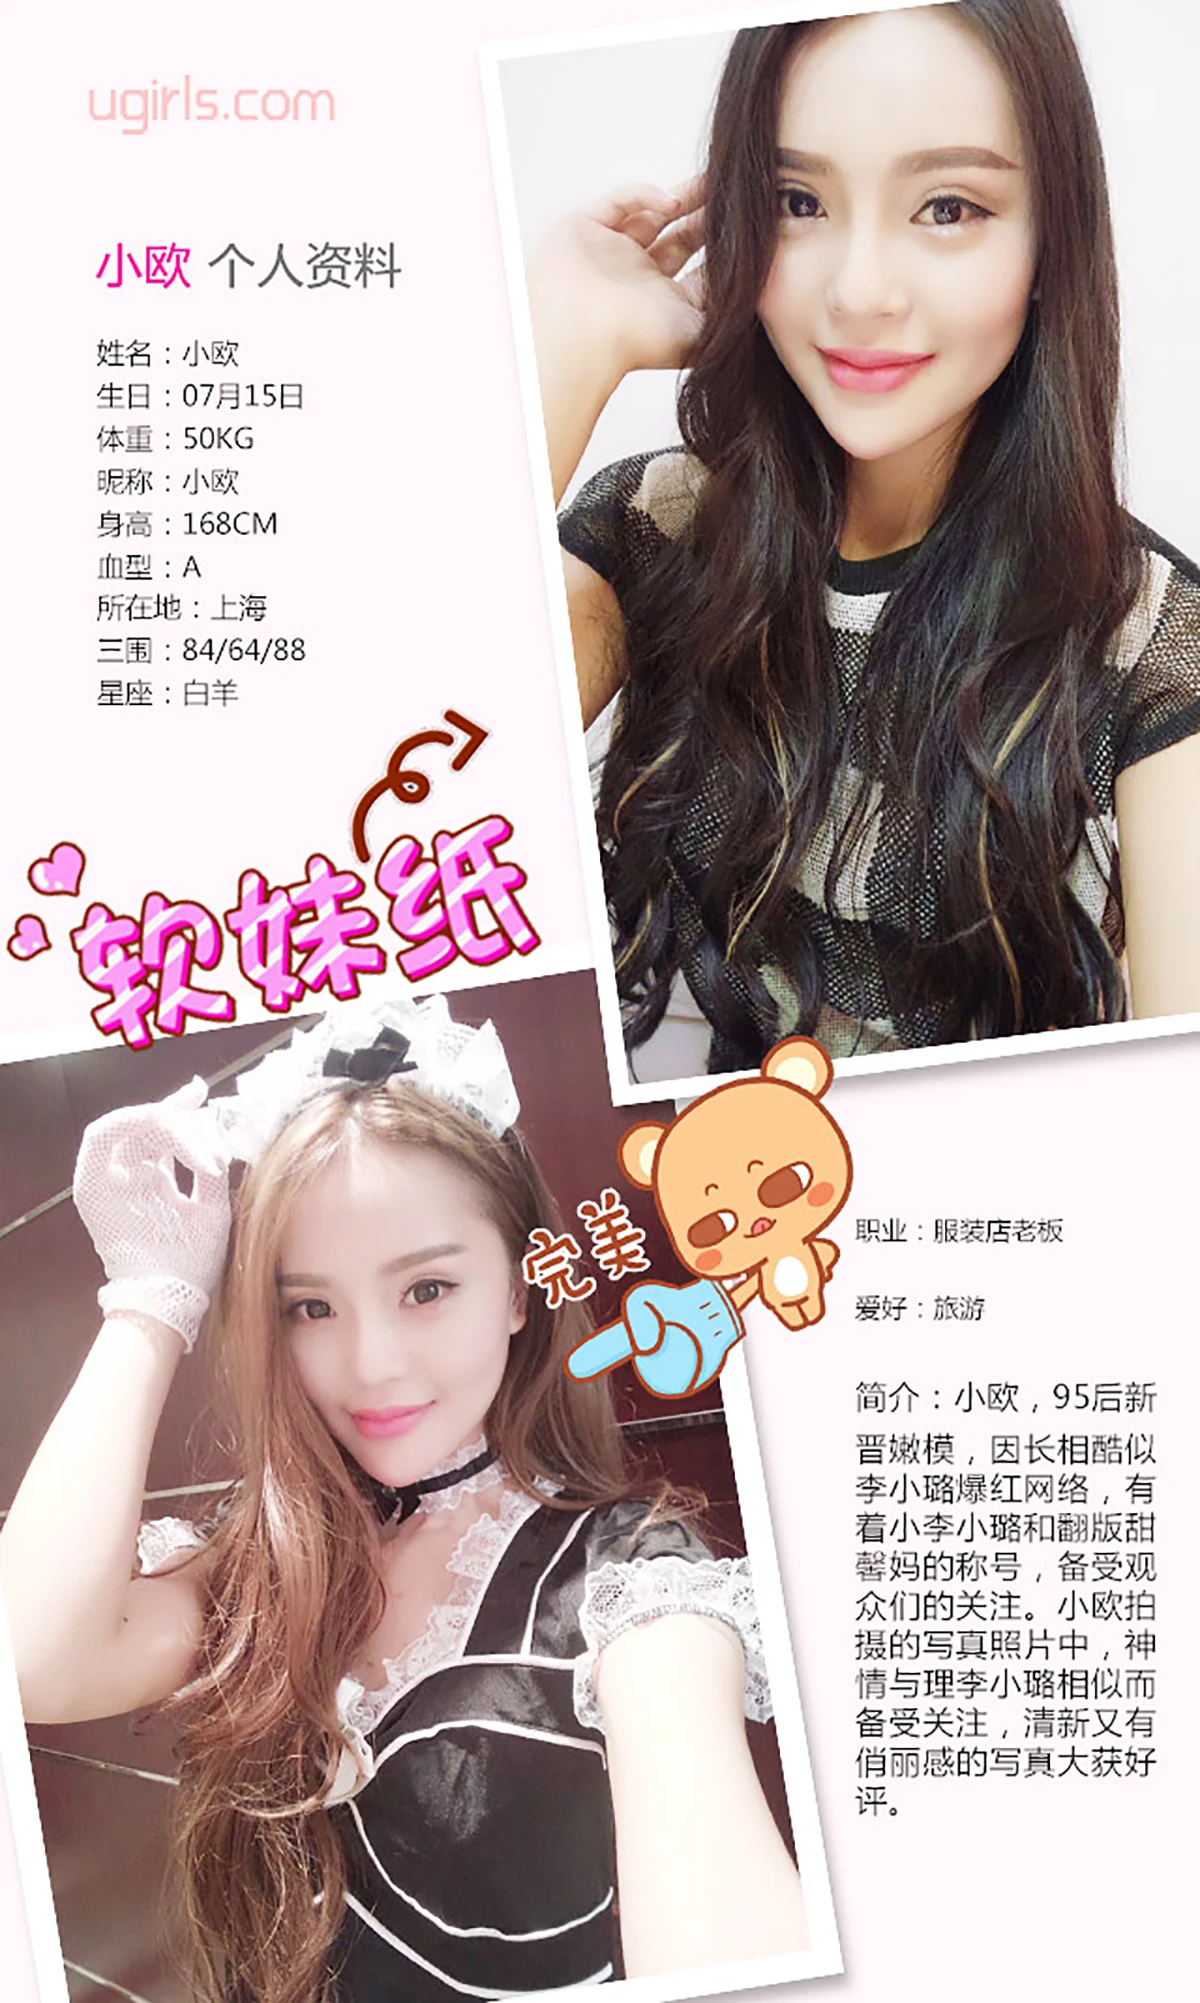 ugirls.com
小欧 个人资料
姓名：小欧
生日：07月15日
体重：50KG
昵称：小欧
身高：168CM
血型：A
所在地：上海
三围：84/64/88
星座：白羊
软妹纸
完美
职业：服装店老板
爱好：旅游
简介：小欧，95后新
晋嫩模，因长相酷似
李小璐爆红网络，有
着小李小璐和翻版甜
馨妈的称号，备受观
众们的关注。小欧拍
摄的写真照片中，神
情与理李小璐相似而
备受关注，清新又有
俏丽感的写真大获好
评。